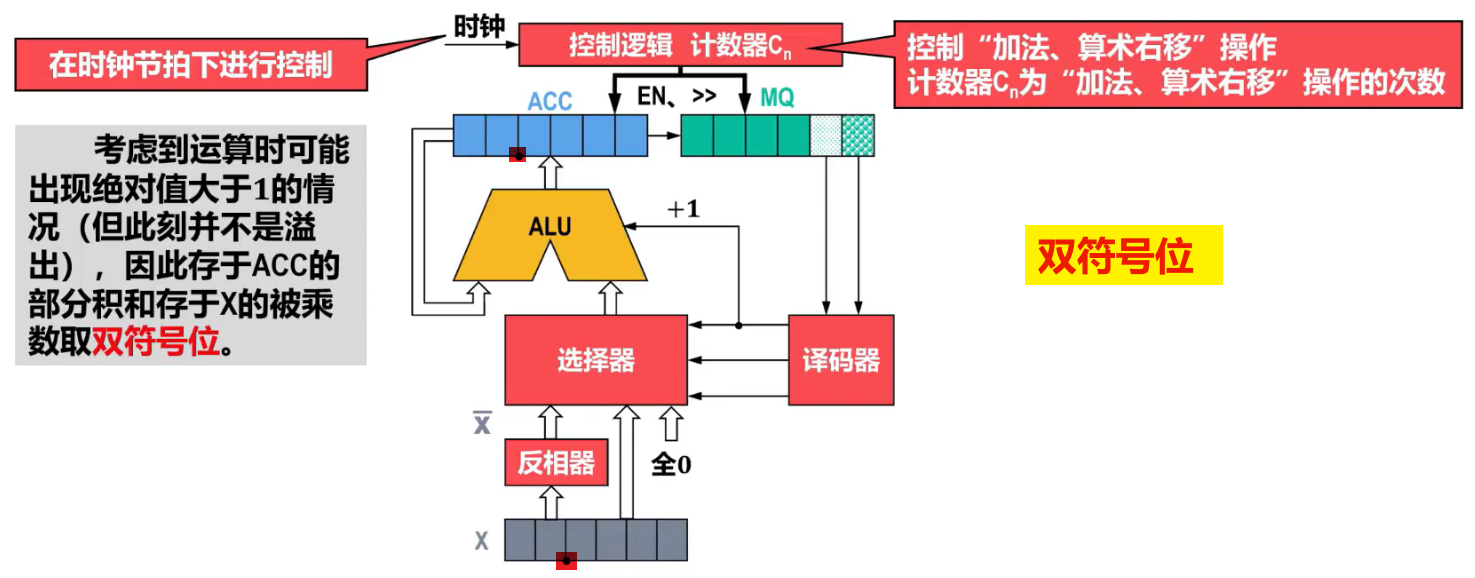 时钟
在时钟节拍下进行控制
控制逻辑 计数器Cn
控制“加法、算术右移”操作
计数器Cn为“加法、算术右移”操作的次数
ACC
EN、>>
MQ
考虑到运算时可能
出现绝对值大于1的情
况（但此刻并不是溢
出），因此存于ACC的
部分积和存于X的被乘
数取双符号位。
ALU
+1
双符号位
选择器
译码器
X̅
反相器
全0
X